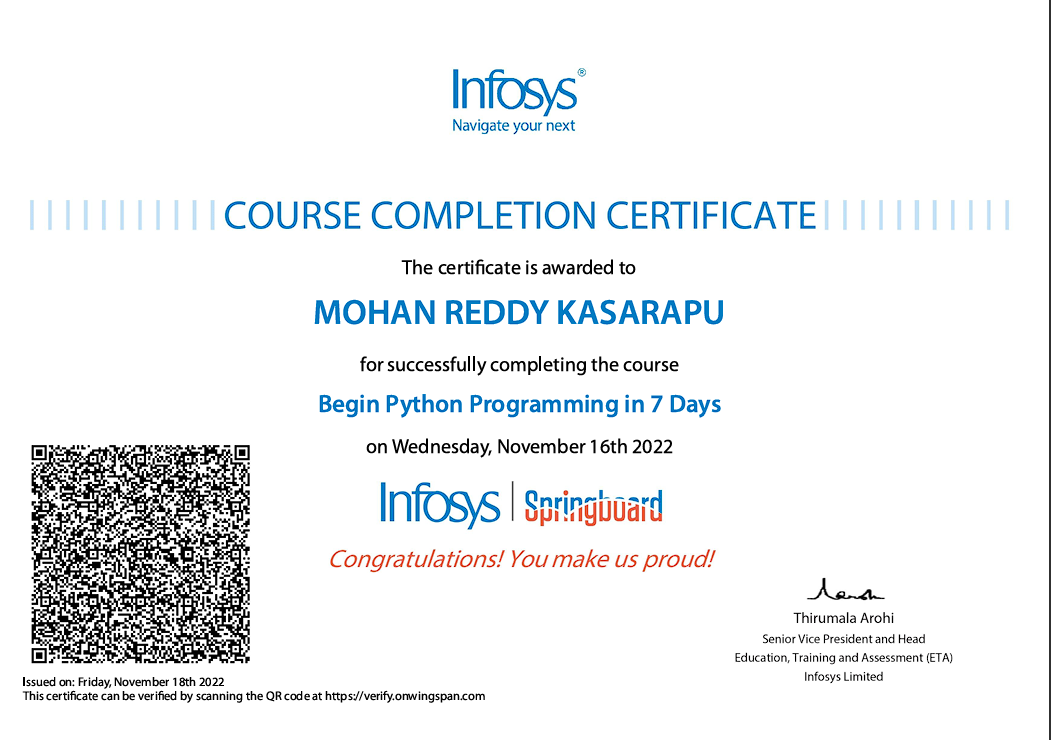 Infosys®
Navigate your next
COURSE COMPLETION CERTIFICATE
The certificate is awarded to
MOHAN REDDY KASARAPU
for successfully completing the course
Begin Python Programming in 7 Days
on Wednesday, November 16th 2022
Infosys | Springboard
Congratulations! You make us proud!
Thirumala Arohi
Senior Vice President and Head
Education, Training and Assessment (ETA)
Infosys Limited
Issued on: Friday, November 18th 2022
This certificate can be verified by scanning the QR code at https://verify.onwingspan.com